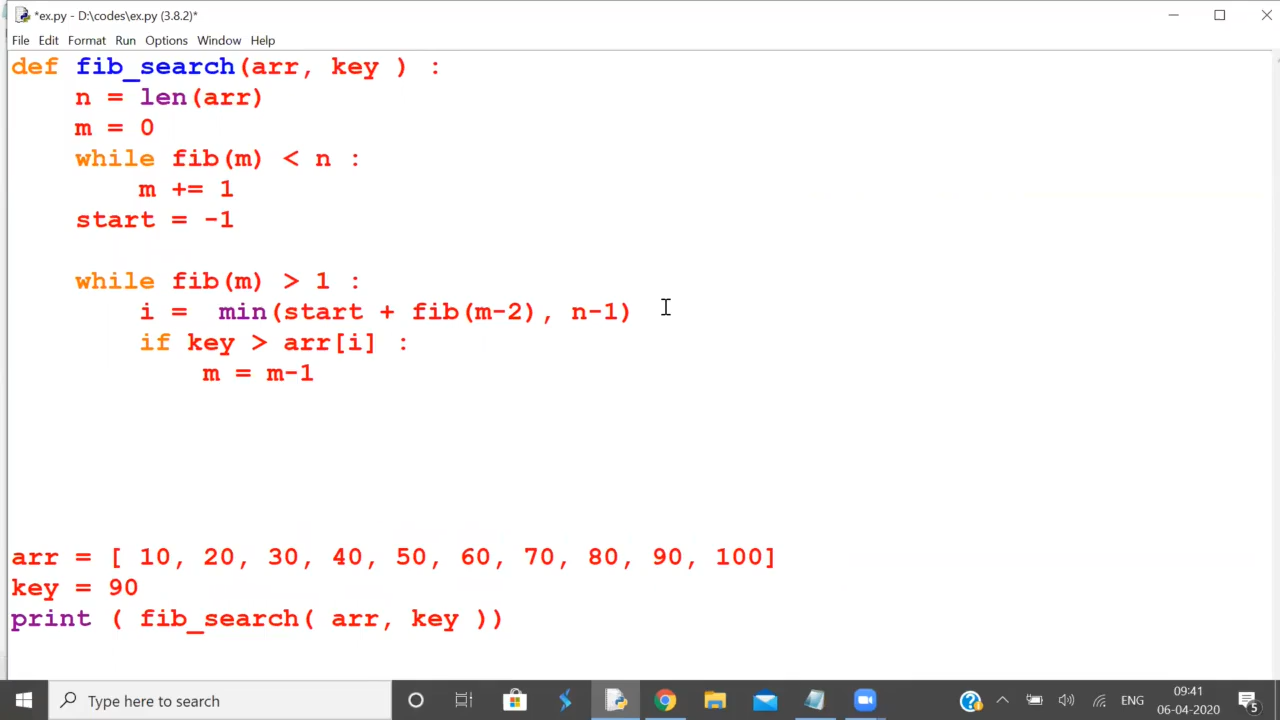 *ex.py - D:\codes\ex.py (3.8.2)*
File Edit Format Run Options Window Help
def fib_search(arr, key ) :
n = len(arr)
m = 0
while fib(m) < n :
m += 1
start = -1
while fib(m) > 1 :
i =  min(start + fib(m-2), n-1)
if key > arr[i] :
m = m-1
arr = [ 10, 20, 30, 40, 50, 60, 70, 80, 90, 100]
key = 90
print ( fib_search( arr, key ))
Type here to search
ENG
09:41
06-04-2020
5